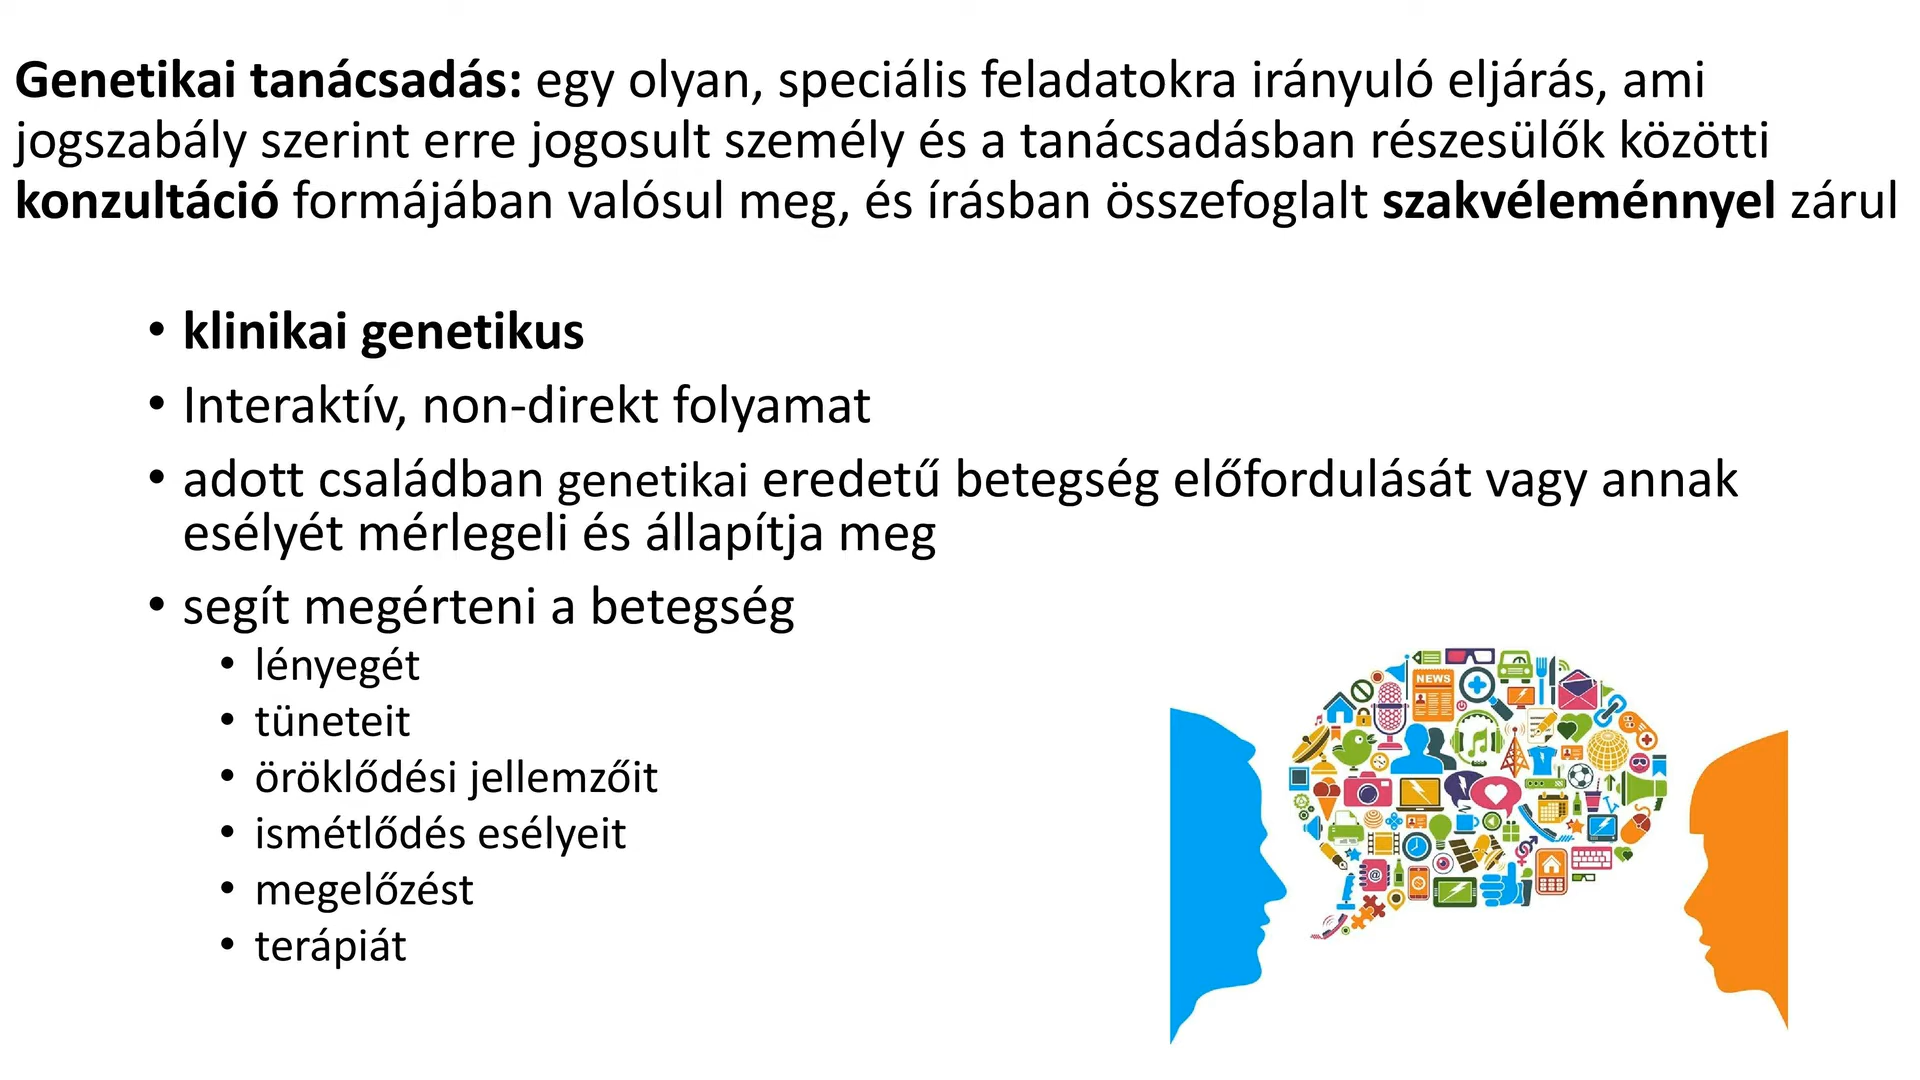 Genetikai tanácsadás: egy olyan, speciális feladatokra irányuló eljárás, ami
jogszabály szerint erre jogosult személy és a tanácsadásban részesülők közötti
konzultáció formájában valósul meg, és írásban összefoglalt szakvéleménnyel zárul
• klinikai genetikus
• Interaktív, non-direkt folyamat
• adott családban genetikai eredetű betegség előfordulását vagy annak
esélyét mérlegeli és állapítja meg
• segít megérteni a betegség
• lényegét
• tüneteit
• öröklődési jellemzőit
• ismétlődés esélyeit
• megelőzést
• terápiát
NEWS